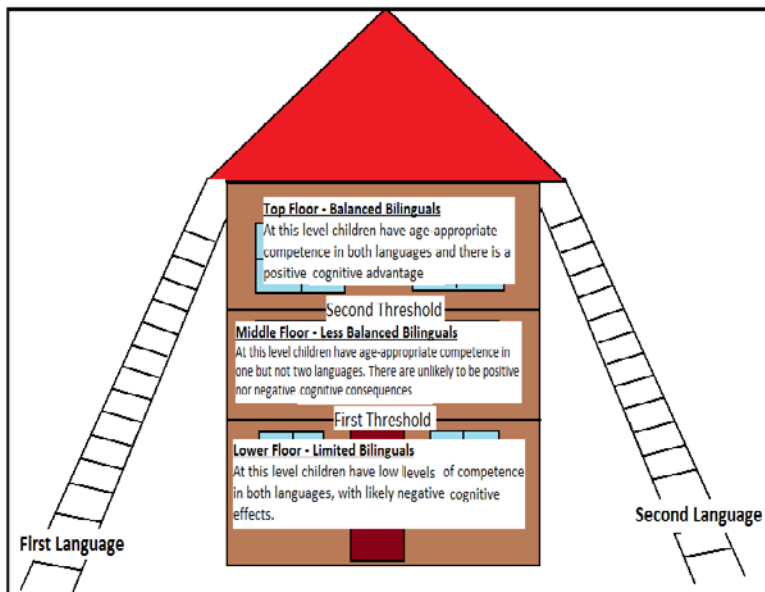 Top Floor - Balanced Bilinguals
At this level children have age-appropriate
competence in both languages and there is a
positive cognitive advantage
Second Threshold
Middle Floor - Less Balanced Bilinguals
At this level children have age-appropriate competence in
one but not two languages. There are unlikely to be positive
nor negative cognitive consequences
First Threshold
Lower Floor - Limited Bilinguals
At this level children have low levels of competence
in both languages, with likely negative cognitive
effects.
First Language
Second Language